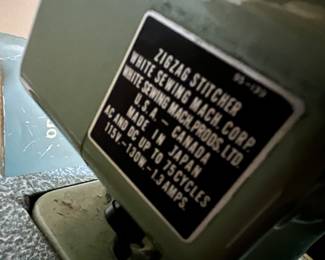 ZIGZAG STITCHER
WHITE SEWING MACH. CORP.
WHITE SEWING MACH. PRODS. LTD.
U.S.A. — CANADA
MADE IN JAPAN
AC AND DC UP TO 75 CYCLES
115V.-130W.-1.3 AMPS.